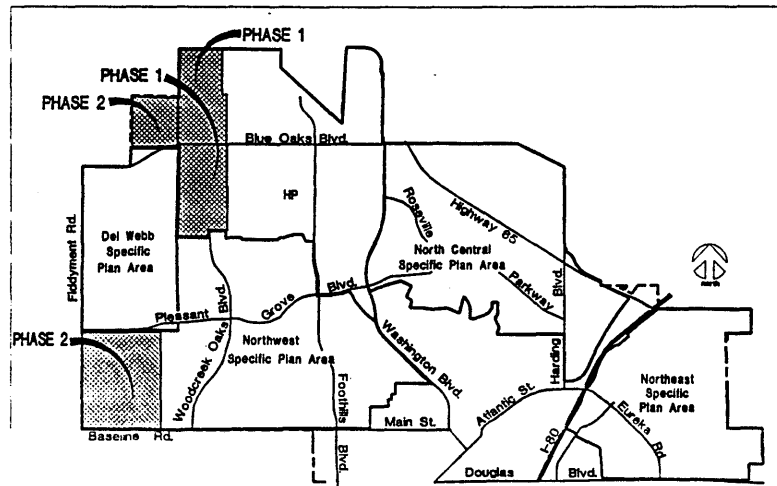 PHASE 1
PHASE 1
PHASE 2
Blue Oaks Blvd.
HP
Roseville
Highway 65
Fiddyment Rd.
Del Webb
Specific
Plan Area
North Central
Specific Plan Area
Parkway
Blvd.
north
Pleasant Grove Blvd.
Woodcreek Oaks Blvd.
PHASE 2
Northwest
Specific Plan Area
Washington Blvd.
Harding
Northeast
Specific
Plan Area
Foothills
Blvd.
Atlantic St.
Eureka Rd.
Main St.
I-80
Baseline Rd.
Douglas Blvd.